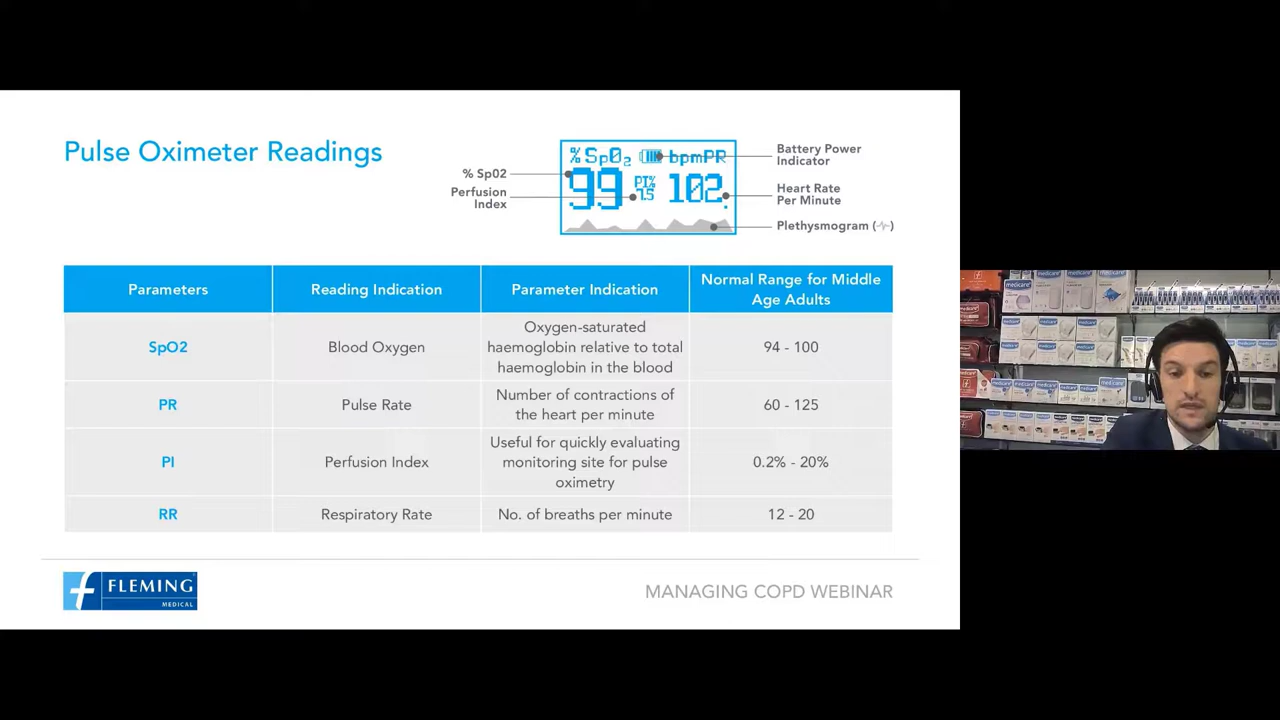 Pulse Oximeter Readings
% Sp02
Perfusion
Index
%SpO₂ bpmPR
99 PI% 102
7.5
Battery Power
Indicator
Heart Rate
Per Minute
Plethysmogram ( )
Parameters
Reading Indication
Parameter Indication
Normal Range for Middle
Age Adults
SpO2
Blood Oxygen
Oxygen-saturated
haemoglobin relative to total
haemoglobin in the blood
94 - 100
PR
Pulse Rate
Number of contractions of
the heart per minute
60 - 125
PI
Perfusion Index
Useful for quickly evaluating
monitoring site for pulse
oximetry
0.2% - 20%
RR
Respiratory Rate
No. of breaths per minute
12 - 20
f FLEMING
MEDICAL
MANAGING COPD WEBINAR
medicare
medicare